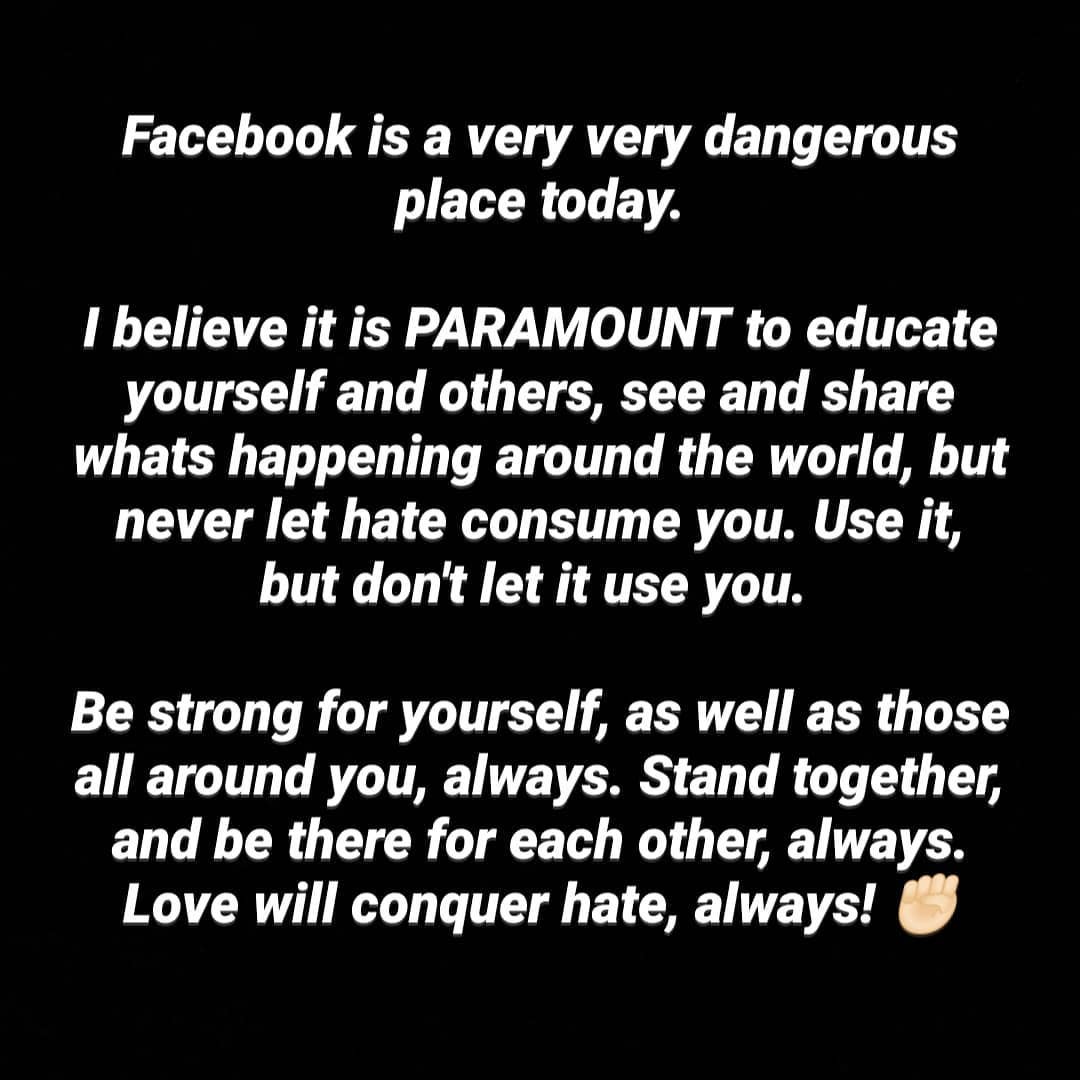 Facebook is a very very dangerous
place today.
I believe it is PARAMOUNT to educate
yourself and others, see and share
whats happening around the world, but
never let hate consume you. Use it,
but don't let it use you.
Be strong for yourself, as well as those
all around you, always. Stand together,
and be there for each other, always.
Love will conquer hate, always! ✊🏻